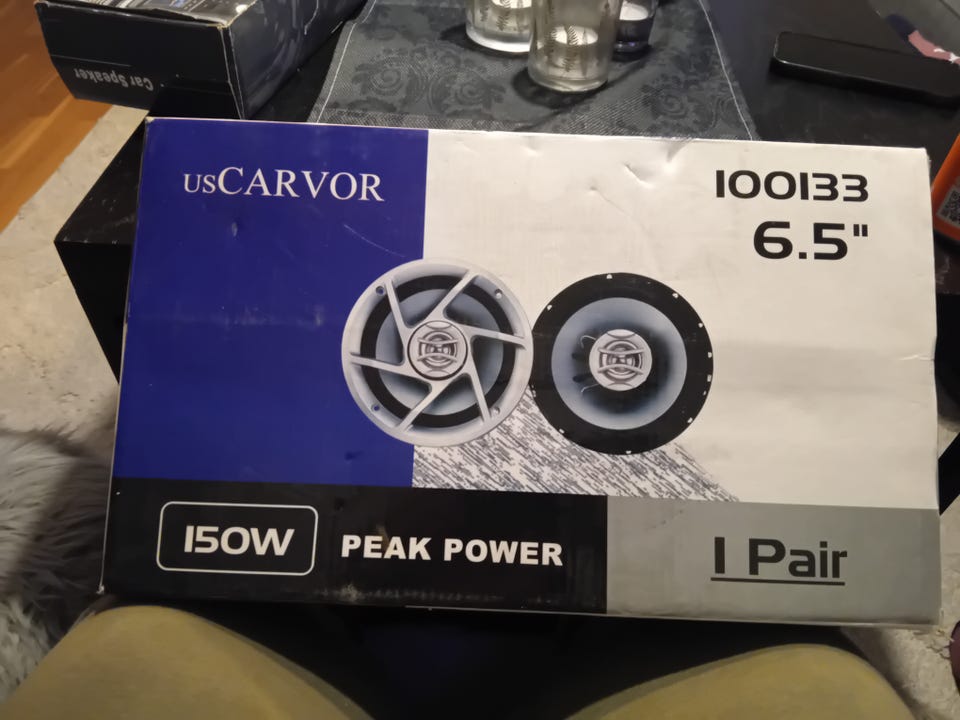 Car Speaker
usCARVOR
100133
6.5"
150W
PEAK POWER
1 Pair